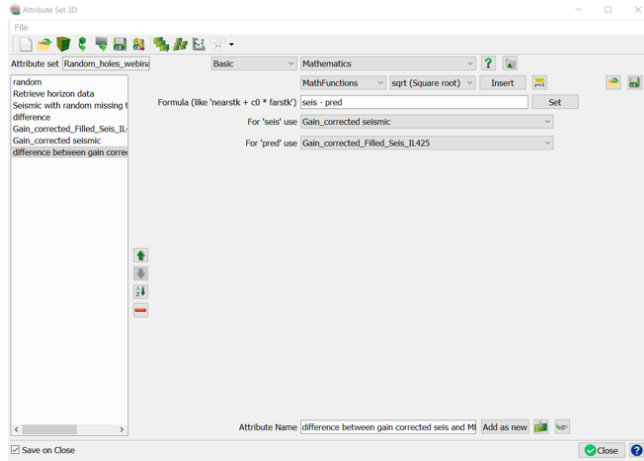 Attribute Set 3D
File
Attribute set Random_holes_webina Basic Mathematics ?
MathFunctions sqrt (Square root) Insert
Formula (like 'nearstk + c0 * farstk') seis - pred Set
For 'seis' use Gain_corrected seismic
For 'pred' use Gain_corrected_Filled_Seis_IL425
random
Retrieve horizon data
Seismic with random missing t
difference
Gain_corrected_Filled_Seis_IL
Gain_corrected seismic
difference between gain correc
Attribute Name difference between gain corrected seis and Ml Add as new
Save on Close Close ?